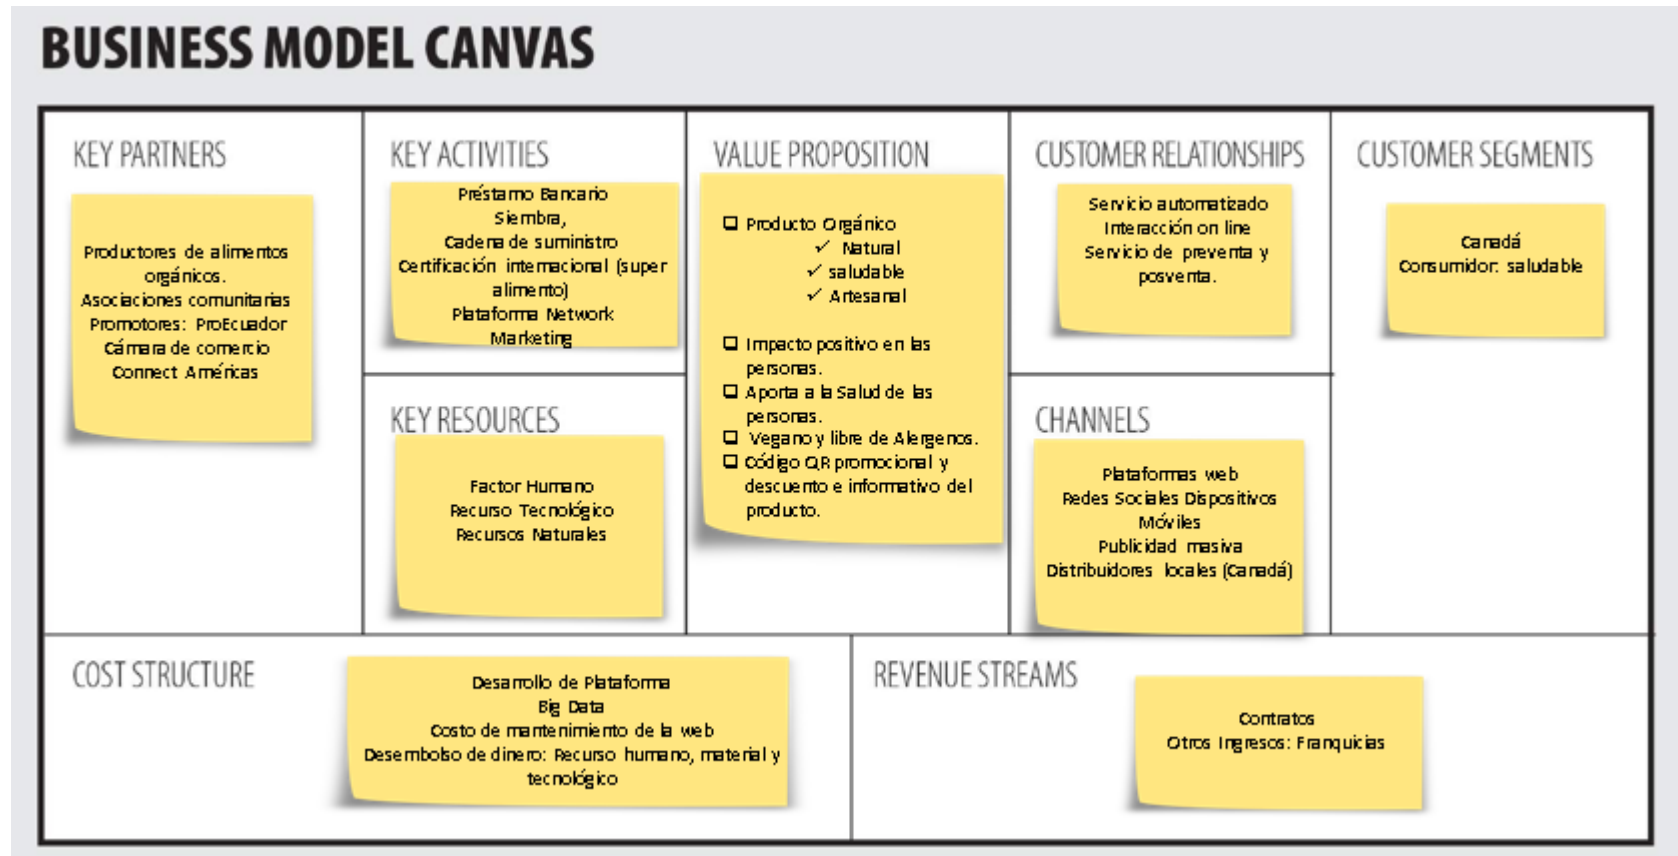 BUSINESS MODEL CANVAS
KEY PARTNERS
Productores de alimentos
orgánicos.
Asociaciones comunitarias
Promotores: ProEcuador
Cámara de comercio
Connect Américas
KEY ACTIVITIES
Préstamo Bancario
Siembra,
Cadena de suministro
Certificación internacional (super
alimento)
Plataforma Network
Marketing
KEY RESOURCES
Factor Humano
Recurso Tecnológico
Recursos Naturales
VALUE PROPOSITION
❑ Producto Orgánico
✓ Natural
✓ saludable
✓ Artesanal
❑ Impacto positivo en las
personas.
❑ Aporta a la Salud de las
personas.
❑ Vegano y libre de Alergenos.
❑ Código QR promocional y
descuento e informativo del
producto.
CUSTOMER RELATIONSHIPS
Servicio automatizado
Interacción on line
Servicio de preventa y
posventa.
CHANNELS
Plataformas web
Redes Sociales Dispositivos
Móviles
Publicidad masiva
Distribuidores locales (Canadá)
CUSTOMER SEGMENTS
Canadá
Consumidor: saludable
COST STRUCTURE
Desarrollo de Plataforma
Big Data
Costo de mantenimiento de la web
Desembolso de dinero: Recurso humano, material y
tecnológico
REVENUE STREAMS
Contratos
Otros Ingresos: Franquicias